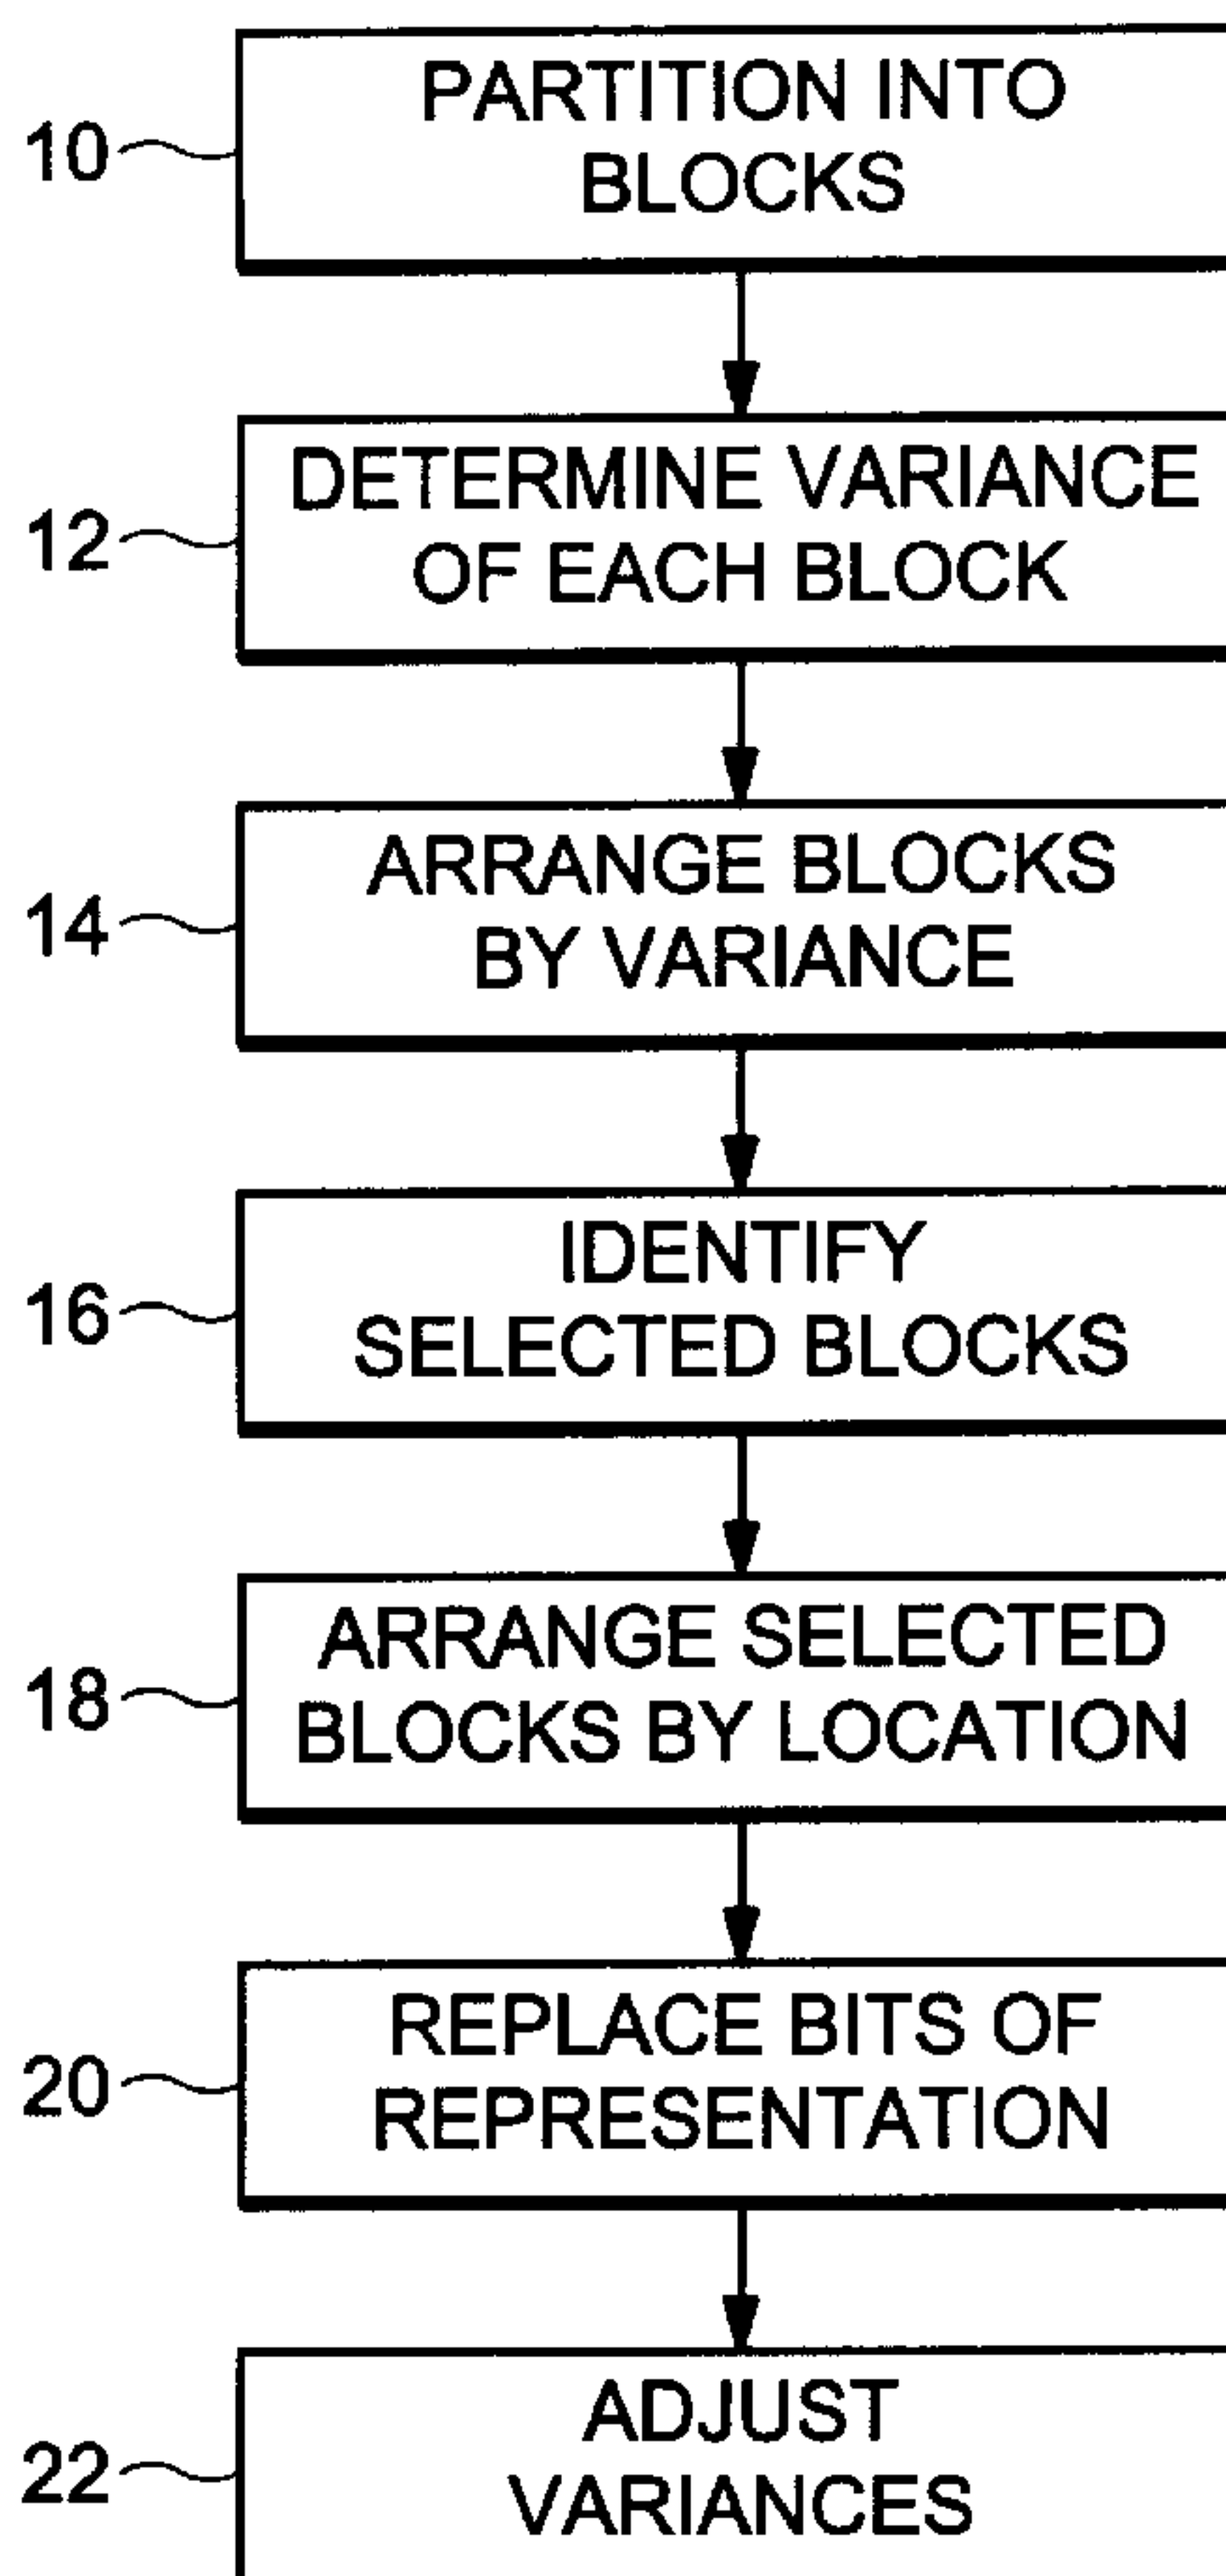 PARTITION INTO
BLOCKS
10
DETERMINE VARIANCE
OF EACH BLOCK
12
ARRANGE BLOCKS
BY VARIANCE
14
IDENTIFY
SELECTED BLOCKS
16
ARRANGE SELECTED
BLOCKS BY LOCATION
18
REPLACE BITS OF
REPRESENTATION
20
ADJUST
VARIANCES
22